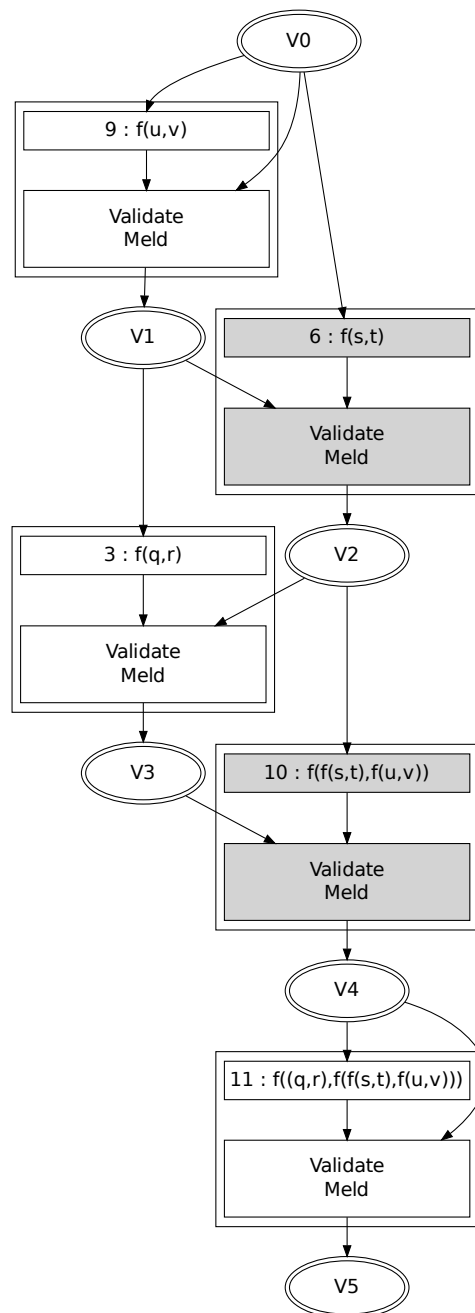 V0
9 : f(u,v)
Validate
Meld
V1
6 : f(s,t)
Validate
Meld
3 : f(q,r)
V2
Validate
Meld
V3
10 : f(f(s,t),f(u,v))
Validate
Meld
V4
11 : f((q,r),f(f(s,t),f(u,v)))
Validate
Meld
V5